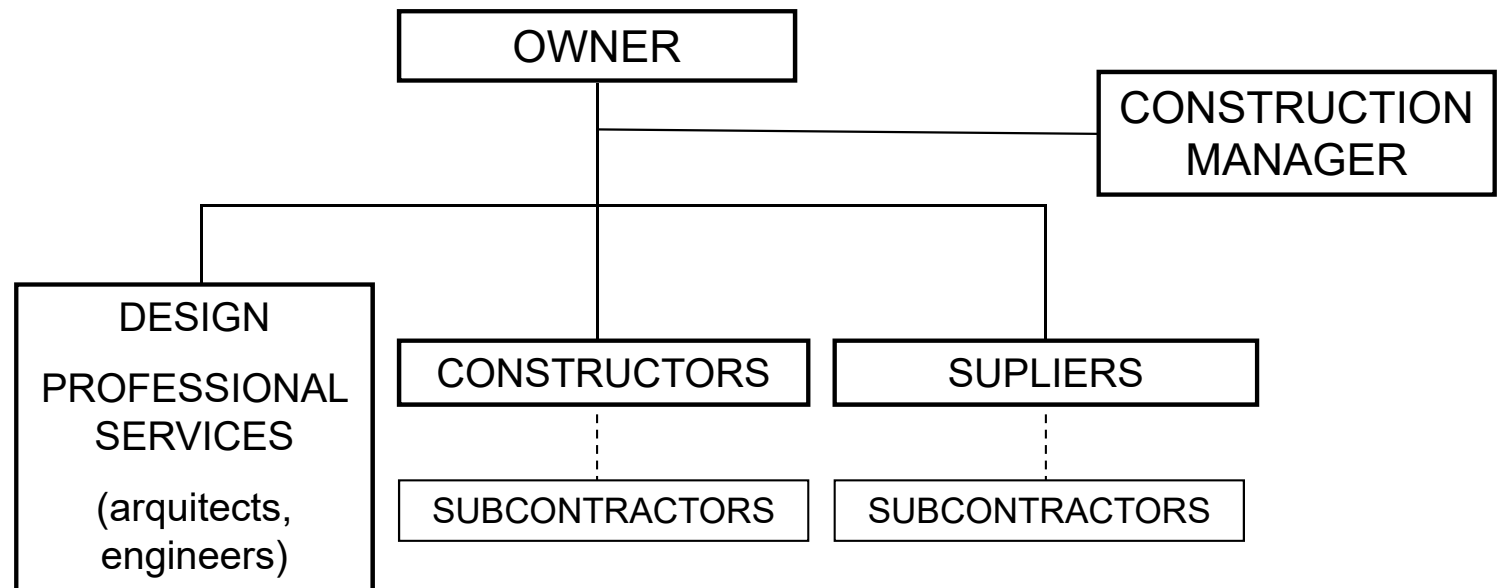 OWNER
CONSTRUCTION
MANAGER
DESIGN
PROFESSIONAL
SERVICES
(arquitects,
engineers)
CONSTRUCTORS
SUPLIERS
SUBCONTRACTORS
SUBCONTRACTORS